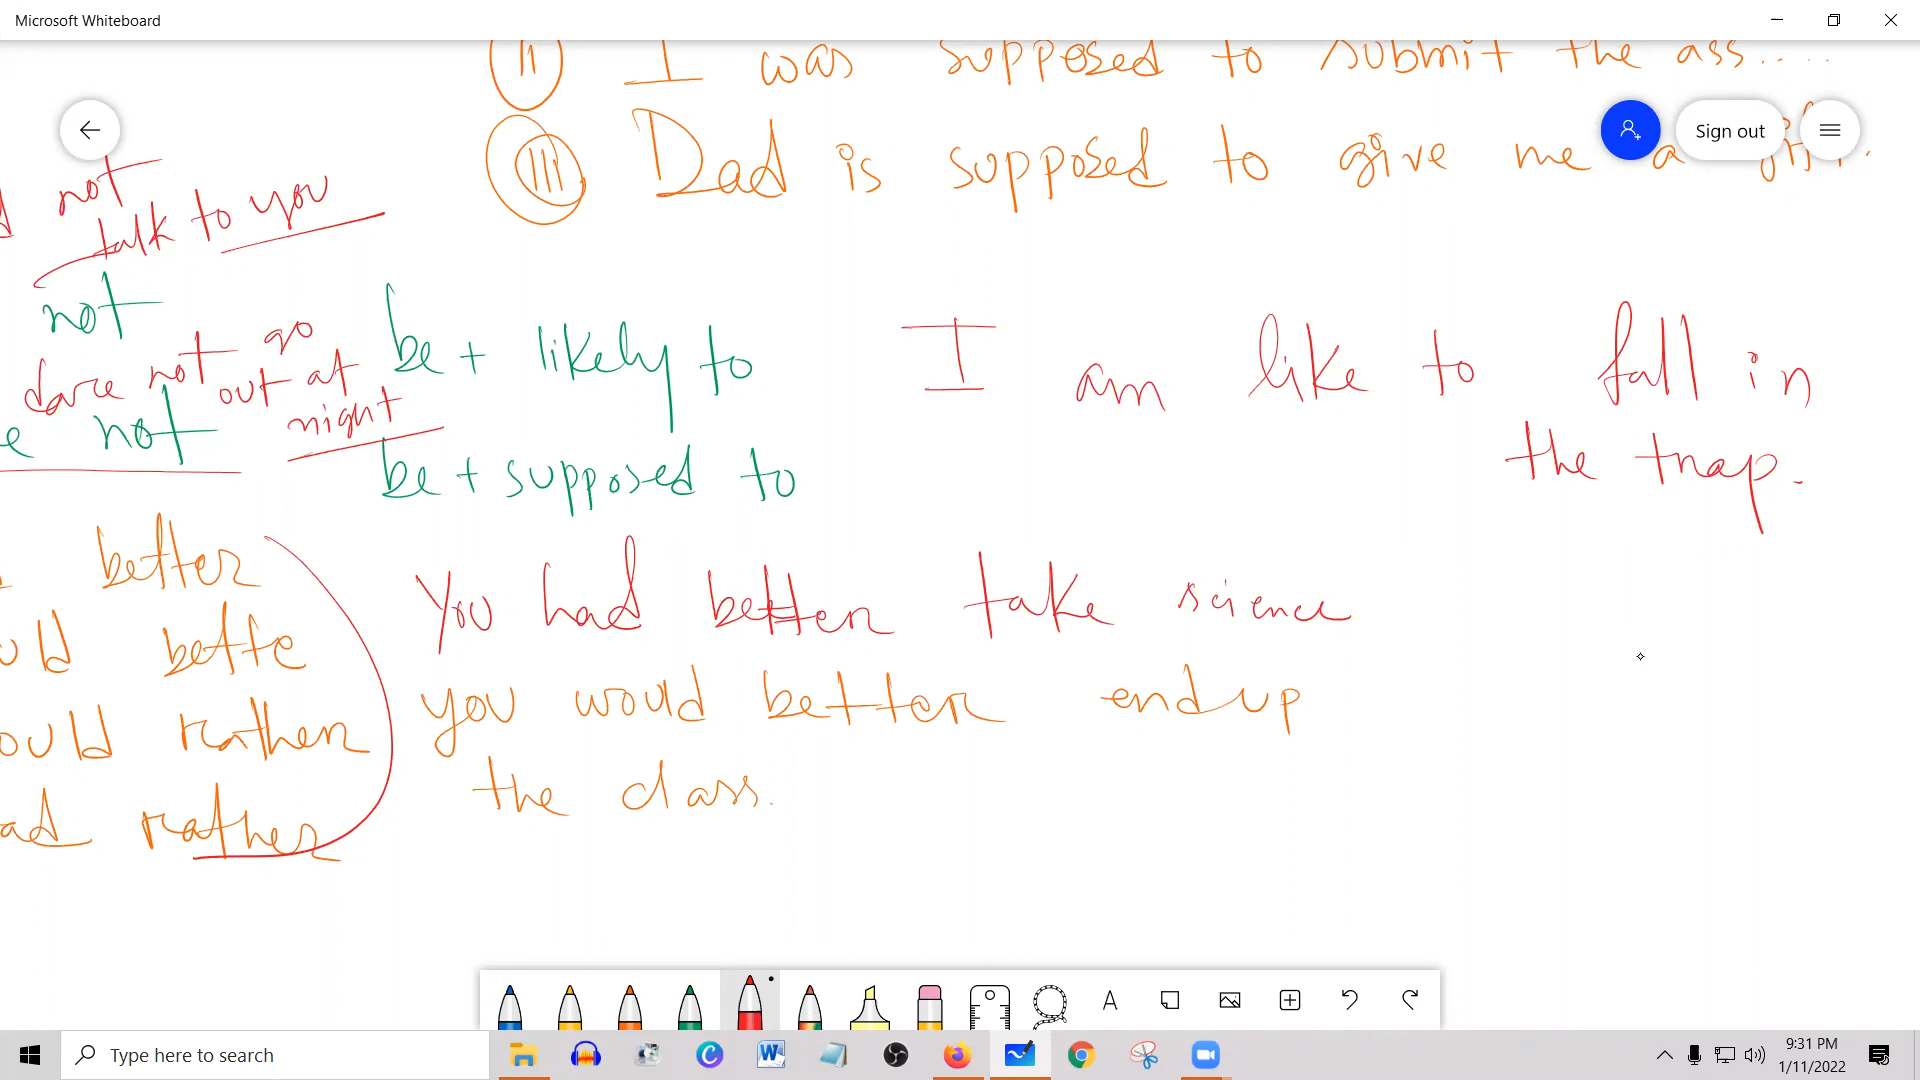 Microsoft Whiteboard
II I was supposed to submit the ass.....
Sign out
III Dad is supposed to give me a
not
talk to you
not
dare not go
out at
night
not
be + likely to
be + supposed to
I am like to fall in
the trap.
better
bette
rather
rather
You had better take science
you would better end up
the class.
A
Type here to search
9:31 PM
1/11/2022